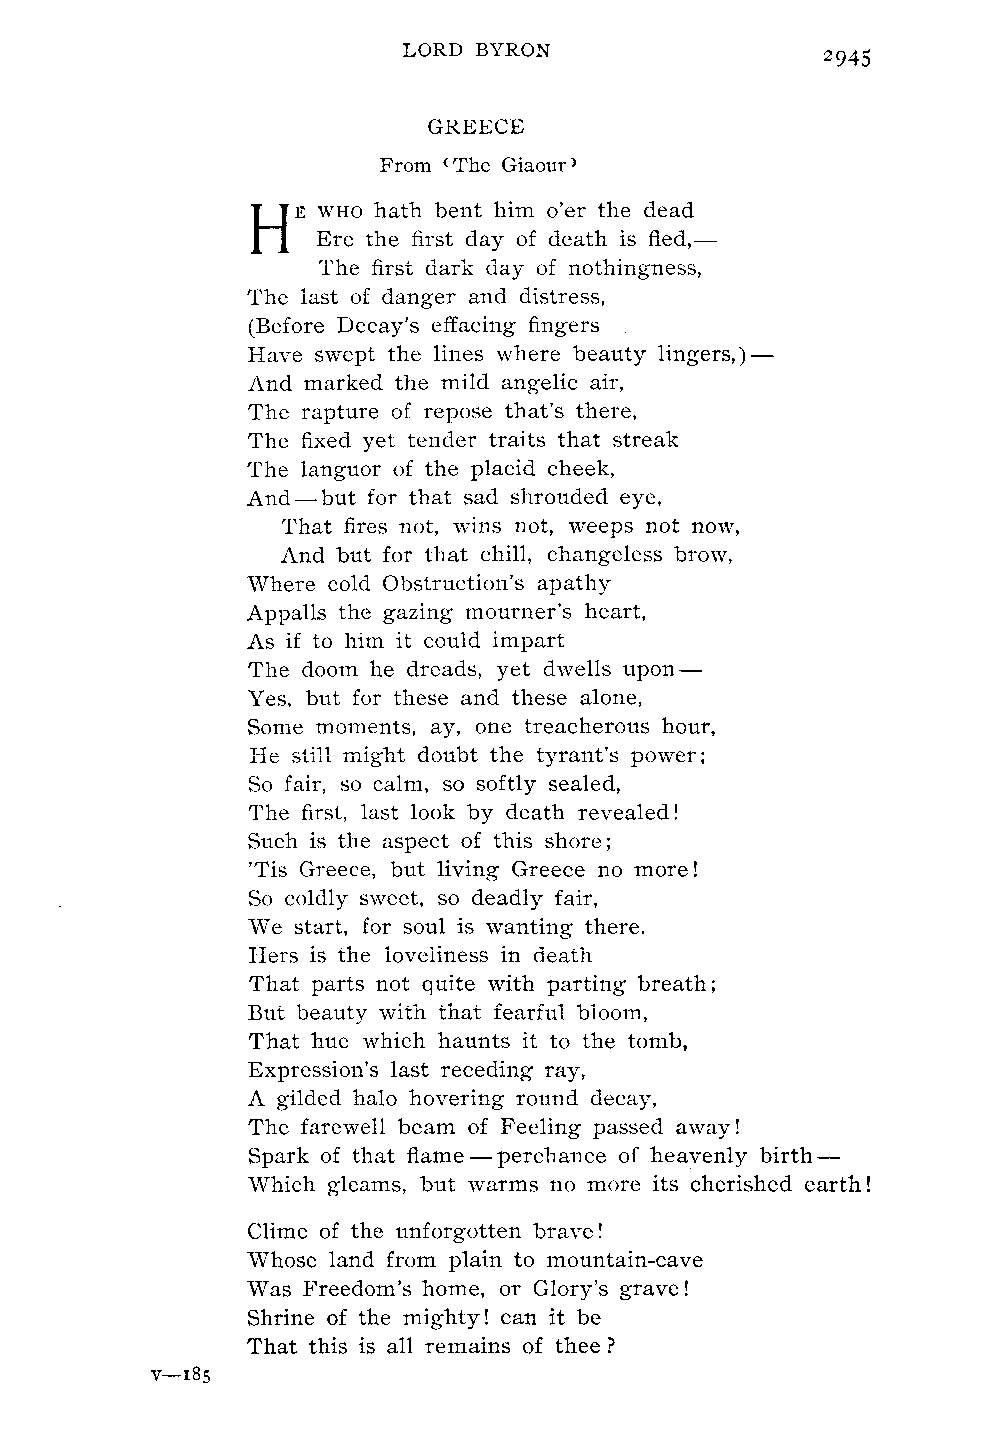 LORD BYRON 2945
GREECE
From ‘The Giaour’
HE WHO hath bent him o'er the dead
Ere the first day of death is fled,—
The first dark day of nothingness,
The last of danger and distress,
(Before Decay's effacing fingers
Have swept the lines where beauty lingers,)—
And marked the mild angelic air,
The rapture of repose that's there,
The fixed yet tender traits that streak
The languor of the placid cheek,
And—but for that sad shrouded eye,
That fires not, wins not, weeps not now,
And but for that chill, changeless brow,
Where cold Obstruction's apathy
Appalls the gazing mourner's heart,
As if to him it could impart
The doom he dreads, yet dwells upon—
Yes, but for these and these alone,
Some moments, ay, one treacherous hour,
He still might doubt the tyrant's power;
So fair, so calm, so softly sealed,
The first, last look by death revealed!
Such is the aspect of this shore;
'Tis Greece, but living Greece no more!
So coldly sweet, so deadly fair,
We start, for soul is wanting there.
Hers is the loveliness in death
That parts not quite with parting breath;
But beauty with that fearful bloom,
That hue which haunts it to the tomb,
Expression's last receding ray,
A gilded halo hovering round decay,
The farewell beam of Feeling passed away!
Spark of that flame—perchance of heavenly birth—
Which gleams, but warms no more its cherished earth!
Clime of the unforgotten brave!
Whose land from plain to mountain-cave
Was Freedom's home, or Glory's grave!
Shrine of the mighty! can it be
That this is all remains of thee?
V—185